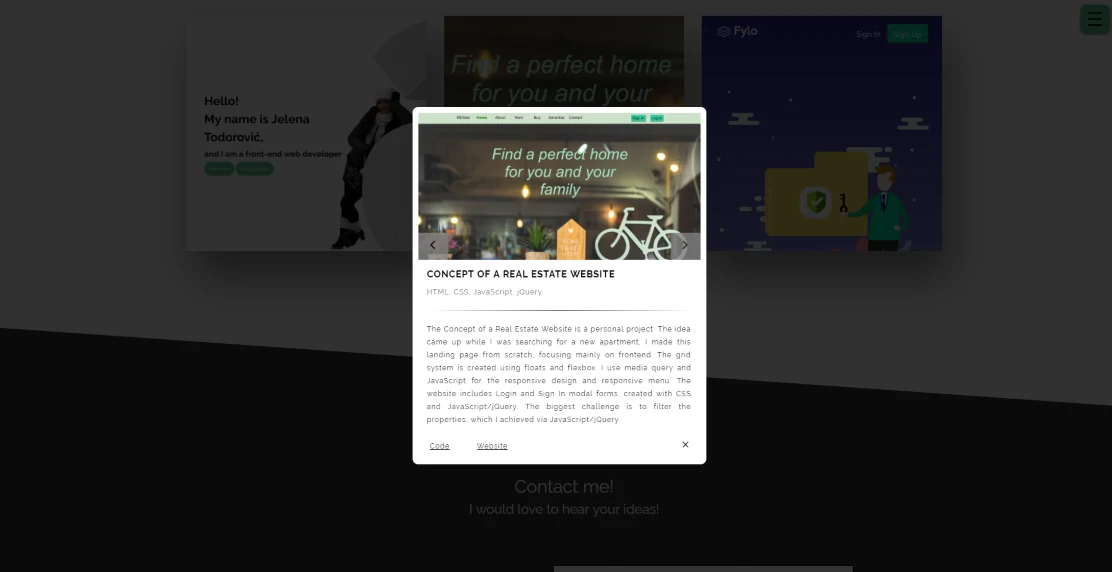 Fylo
Sign In
Sign Up
Find a perfect home
for you and your
Hello!
My name is Jelena
Todorović,
and I am a front-end web developer
Home
About
Rent
Buy
Advertise
Contact
Sign In
Log In
Find a perfect home
for you and your
family
CONCEPT OF A REAL ESTATE WEBSITE
HTML, CSS, JavaScript, jQuery
The Concept of a Real Estate Website is a personal project. The idea
came up while I was searching for a new apartment. I made this
landing page from scratch, focusing mainly on frontend. The grid
system is created using floats and flexbox. I use media query and
JavaScript for the responsive design and responsive menu. The
website includes Login and Sign In modal forms, created with CSS
and JavaScript/jQuery. The biggest challenge is to filter the
properties, which I achieved via JavaScript/jQuery.
Code
Website
Contact me!
I would love to hear your ideas!